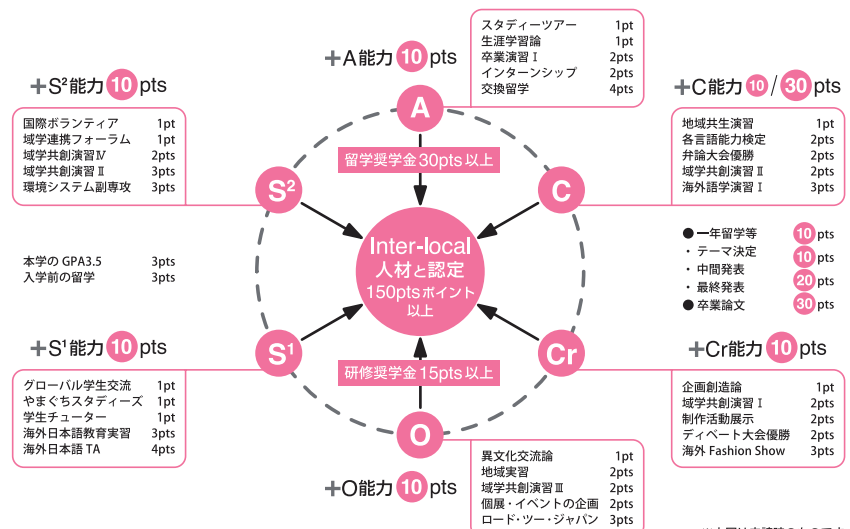 スタディーツアー 1pt
生涯学習論 1pt
卒業演習Ⅰ 2pts
インターンシップ 2pts
交換留学 4pts
+A能力 10 pts
+S²能力 10 pts
国際ボランティア 1pt
域学連携フォーラム 1pt
域学共創演習Ⅳ 2pts
域学共創演習Ⅱ 3pts
環境システム副専攻 3pts
+C能力 10 / 30 pts
地域共生演習 1pt
各言語能力検定 2pts
弁論大会優勝 2pts
域学共創演習Ⅱ 2pts
海外語学演習Ⅰ 3pts
A
留学奨学金30pts以上
S²
C
Inter-local
人材と認定
150ptsポイント
以上
本学のGPA3.5 3pts
入学前の留学 3pts
● 一年留学等 10 pts
・テーマ決定 10 pts
・中間発表 20 pts
・最終発表
● 卒業論文 30 pts
S¹
Cr
研修奨学金15pts以上
O
+S¹能力 10 pts
グローバル学生交流 1pt
やまぐちスタディーズ 1pt
学生チューター 1pt
海外日本語教育実習 3pts
海外日本語TA 4pts
+Cr能力 10 pts
企画創造論 1pt
域学共創演習Ⅰ 2pts
制作活動展示 2pts
ディベート大会優勝 2pts
海外Fashion Show 3pts
+O能力 10 pts
異文化交流論 1pt
地域実習 2pts
域学共創演習Ⅲ 2pts
個展・イベントの企画 2pts
ロード・ツー・ジャパン 3pts